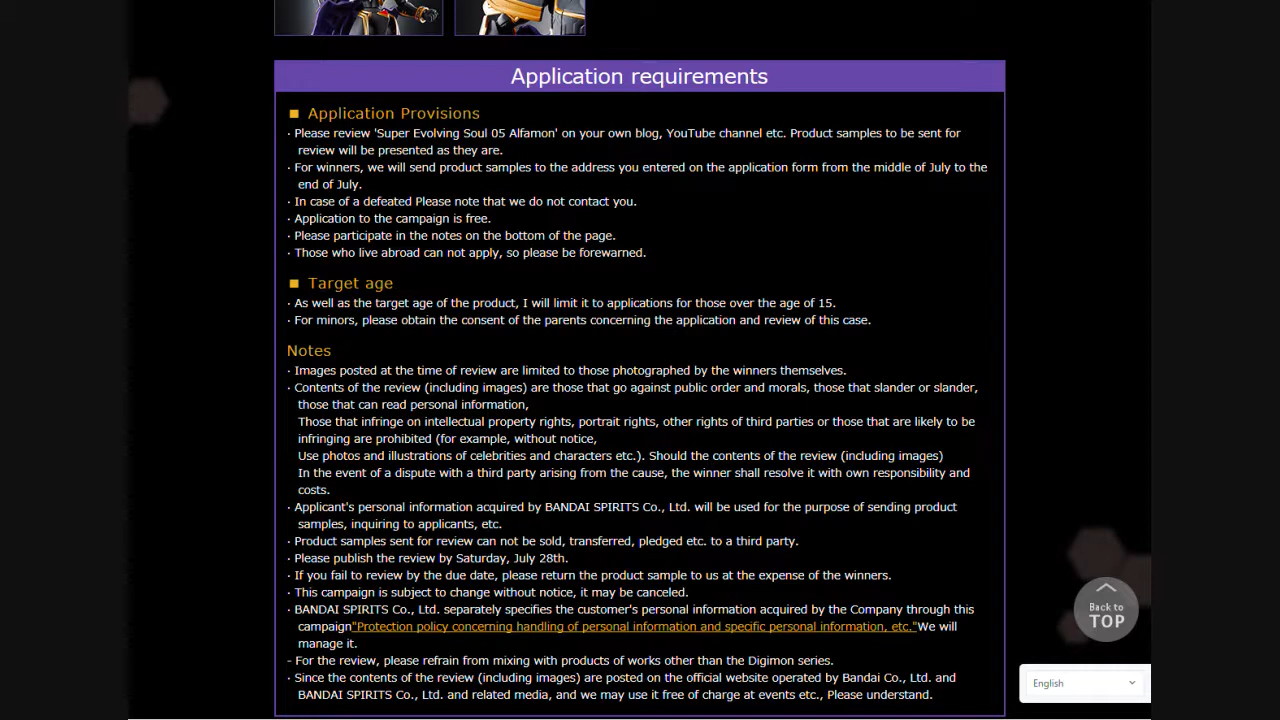 Application requirements
■ Application Provisions
· Please review 'Super Evolving Soul 05 Alfamon' on your own blog, YouTube channel etc. Product samples to be sent for
review will be presented as they are.
· For winners, we will send product samples to the address you entered on the application form from the middle of July to the
end of July.
· In case of a defeated Please note that we do not contact you.
· Application to the campaign is free.
· Please participate in the notes on the bottom of the page.
· Those who live abroad can not apply, so please be forewarned.
■ Target age
· As well as the target age of the product, I will limit it to applications for those over the age of 15.
· For minors, please obtain the consent of the parents concerning the application and review of this case.
Notes
· Images posted at the time of review are limited to those photographed by the winners themselves.
· Contents of the review (including images) are those that go against public order and morals, those that slander or slander,
those that can read personal information,
Those that infringe on intellectual property rights, portrait rights, other rights of third parties or those that are likely to be
infringing are prohibited (for example, without notice,
Use photos and illustrations of celebrities and characters etc.). Should the contents of the review (including images)
In the event of a dispute with a third party arising from the cause, the winner shall resolve it with own responsibility and
costs.
· Applicant's personal information acquired by BANDAI SPIRITS Co., Ltd. will be used for the purpose of sending product
samples, inquiring to applicants, etc.
· Product samples sent for review can not be sold, transferred, pledged etc. to a third party.
· Please publish the review by Saturday, July 28th.
· If you fail to review by the due date, please return the product sample to us at the expense of the winners.
· This campaign is subject to change without notice, it may be canceled.
· BANDAI SPIRITS Co., Ltd. separately specifies the customer's personal information acquired by the Company through this
campaign"Protection policy concerning handling of personal information and specific personal information, etc."We will
manage it.
- For the review, please refrain from mixing with products of works other than the Digimon series.
· Since the contents of the review (including images) are posted on the official website operated by Bandai Co., Ltd. and
BANDAI SPIRITS Co., Ltd. and related media, and we may use it free of charge at events etc., Please understand.
Back to
TOP
English